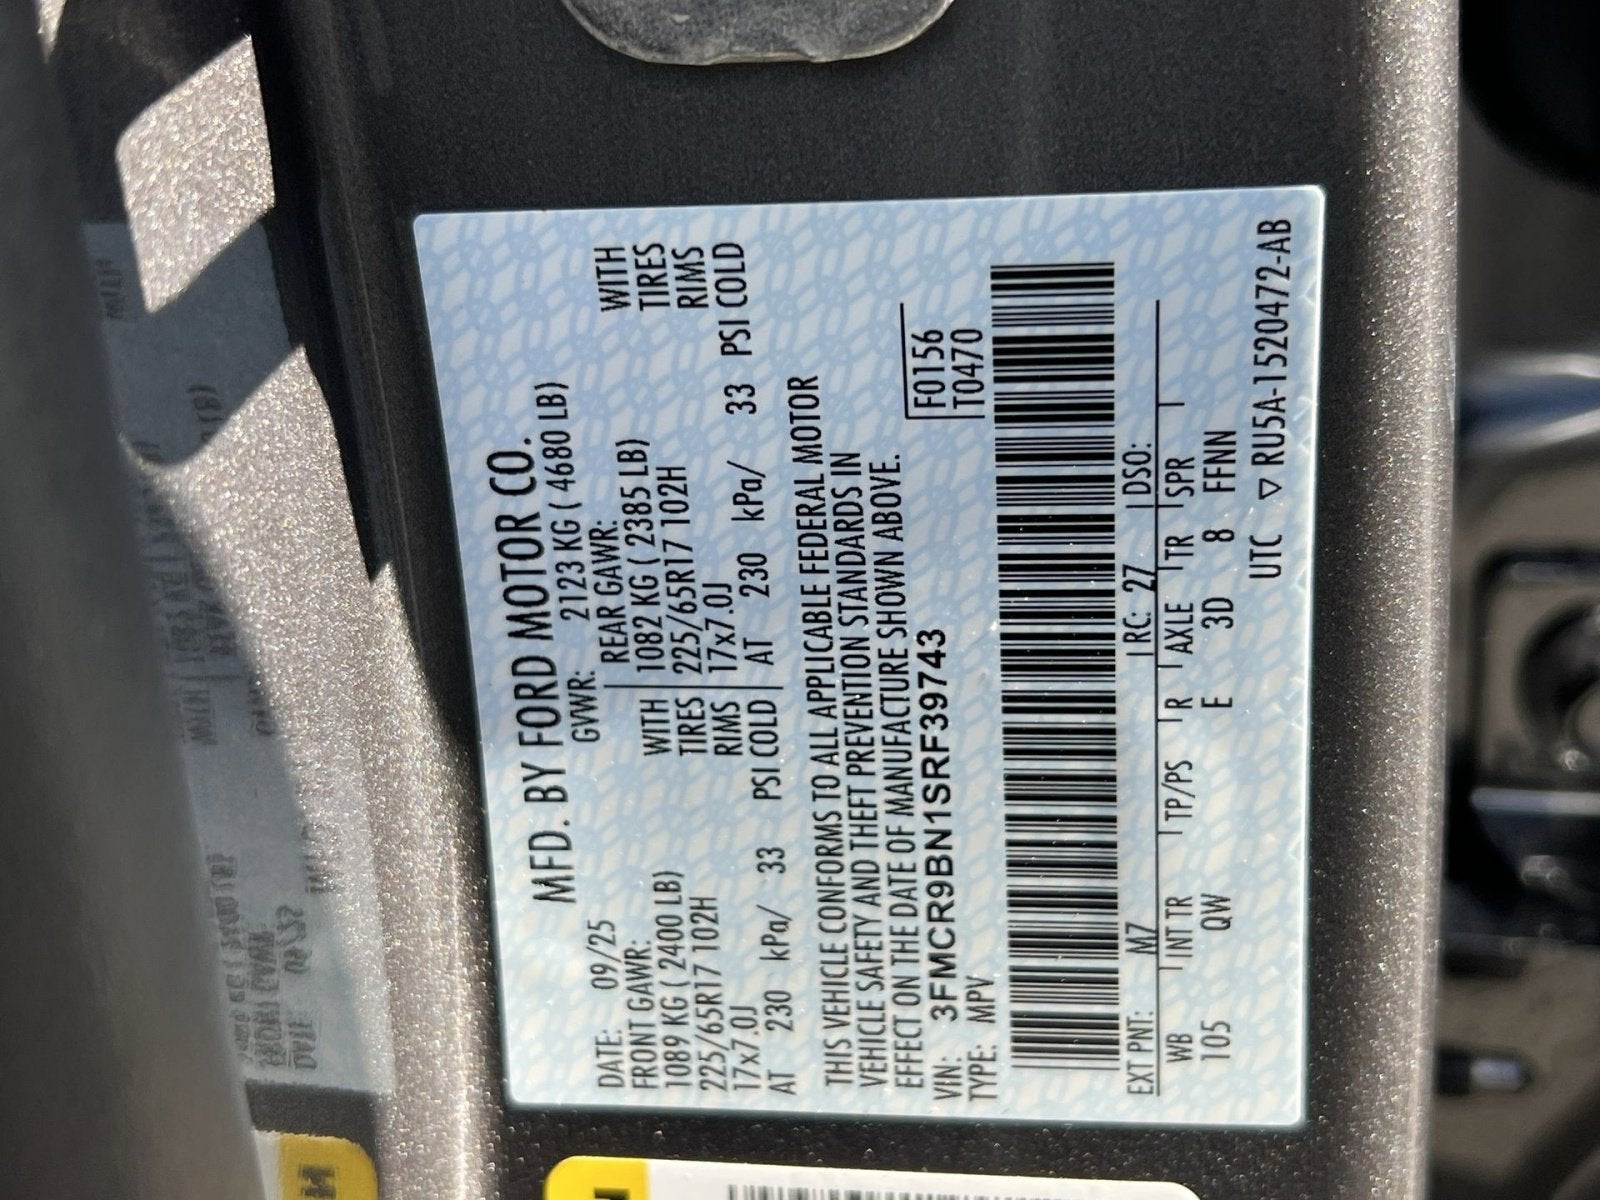 MFD. BY FORD MOTOR CO.
DATE: 09/25 GVWR: 2123 KG ( 4680 LB)
FRONT GAWR: REAR GAWR:
1089 KG ( 2400 LB) WITH 1082 KG ( 2385 LB) WITH
225/65R17 102H TIRES 225/65R17 102H TIRES
17x7.0J RIMS 17x7.0J RIMS
AT 230 kPa/ 33 PSI COLD AT 230 kPa/ 33 PSI COLD
THIS VEHICLE CONFORMS TO ALL APPLICABLE FEDERAL MOTOR
VEHICLE SAFETY AND THEFT PREVENTION STANDARDS IN
EFFECT ON THE DATE OF MANUFACTURE SHOWN ABOVE.
VIN: 3FMCR9BN1SRF39743 F0156
TYPE: MPV T0470
EXT PNT: M7 RC: 27 DSO:
WB INT TR TP/PS R AXLE TR SPR
105 QW E 3D 8 FFNN
UTC ▽ RU5A-1520472-AB